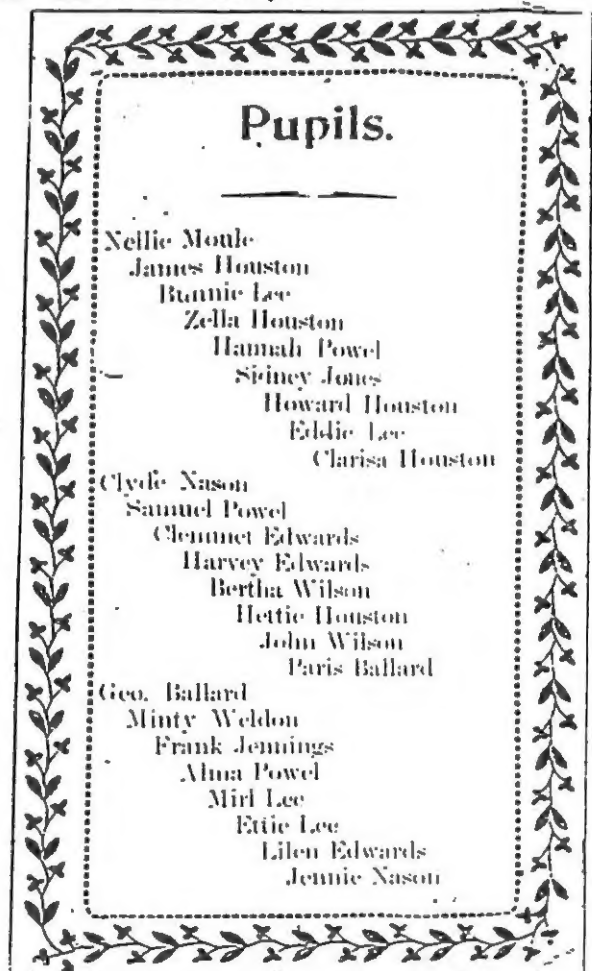 Pupils.
Nellie Moule
James Houston
Bunnie Lee
Zella Houston
Hannah Powel
Sidney Jones
Howard Houston
Eddie Lee
Clarisa Houston
Clyde Nason
Samuel Powel
Clemmet Edwards
Harvey Edwards
Bertha Wilson
Hettie Houston
John Wilson
Paris Ballard
Geo. Ballard
Minty Weldon
Frank Jennings
Alma Powel
Mirl Lee
Ettie Lee
Lilen Edwards
Jennie Nason